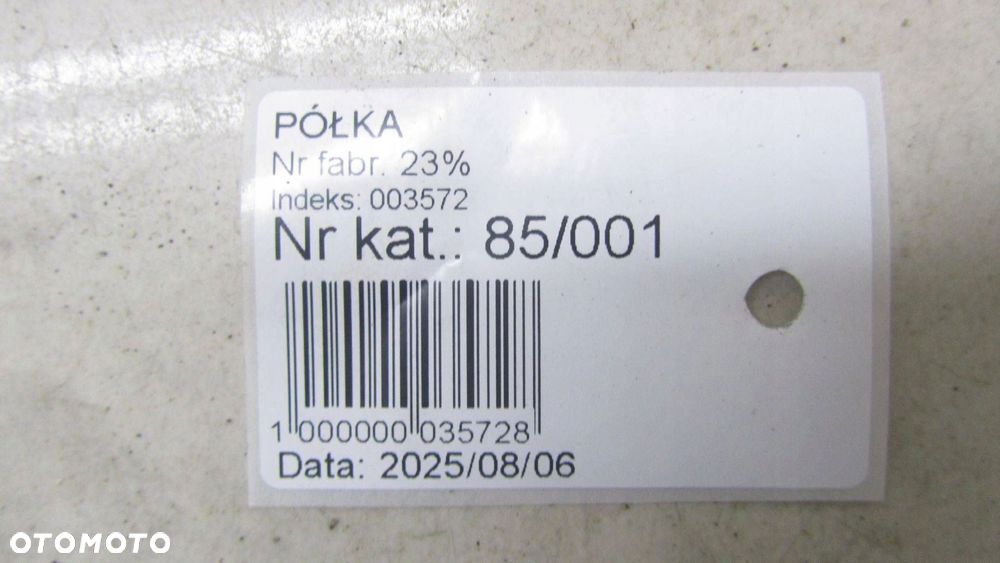 PÓŁKA
Nr fabr. 23%
Indeks: 003572
Nr kat.: 85/001
1 000000 035728
Data: 2025/08/06
OTOMOTO